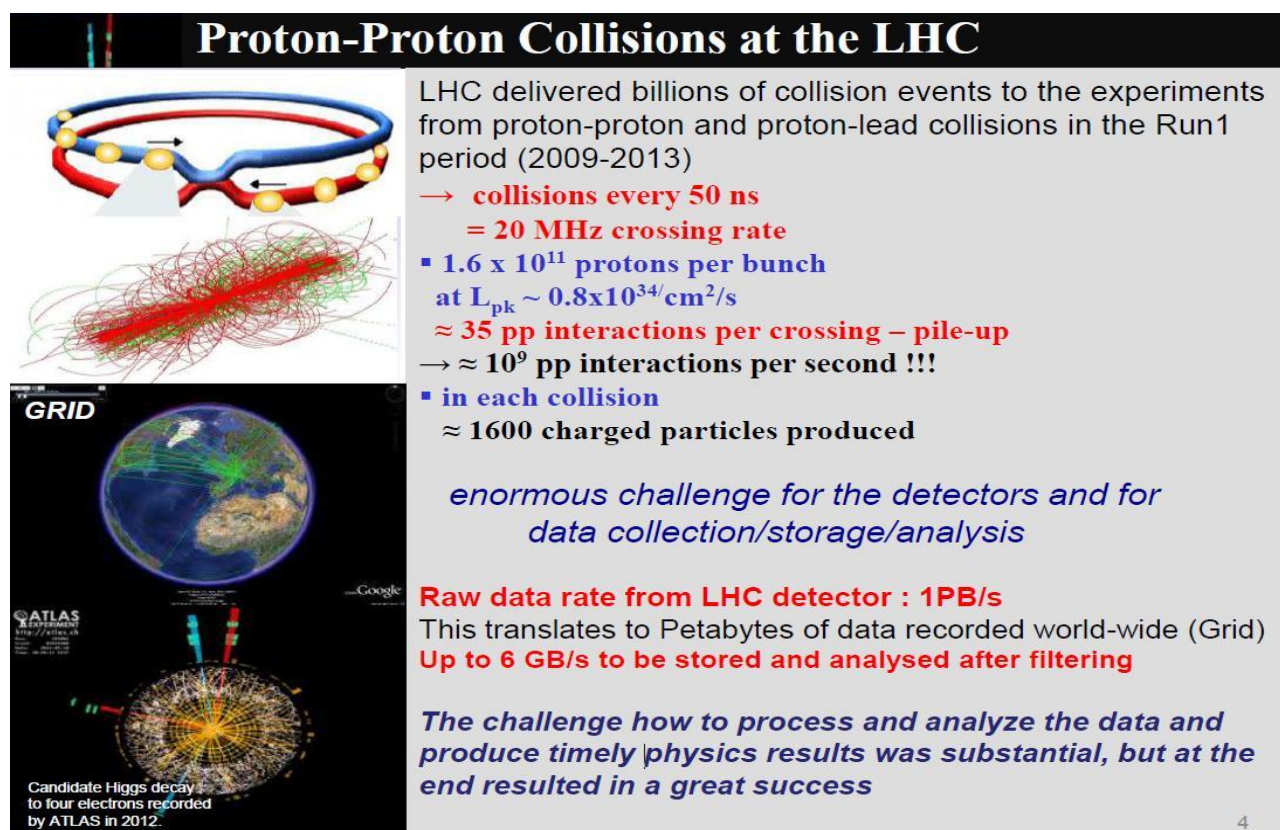 Proton-Proton Collisions at the LHC
LHC delivered billions of collision events to the experiments
from proton-proton and proton-lead collisions in the Run1
period (2009-2013)
→ collisions every 50 ns
= 20 MHz crossing rate
▪ 1.6 x 10¹¹ protons per bunch
at Lpk ~ 0.8x10³⁴/cm²/s
≈ 35 pp interactions per crossing – pile-up
→ ≈ 10⁹ pp interactions per second !!!
▪ in each collision
≈ 1600 charged particles produced
enormous challenge for the detectors and for
data collection/storage/analysis
Raw data rate from LHC detector : 1PB/s
This translates to Petabytes of data recorded world-wide (Grid)
Up to 6 GB/s to be stored and analysed after filtering
The challenge how to process and analyze the data and
produce timely physics results was substantial, but at the
end resulted in a great success
GRID
Google
ATLAS
EXPERIMENT
http://atlas.ch
Candidate Higgs decay
to four electrons recorded
by ATLAS in 2012.
4